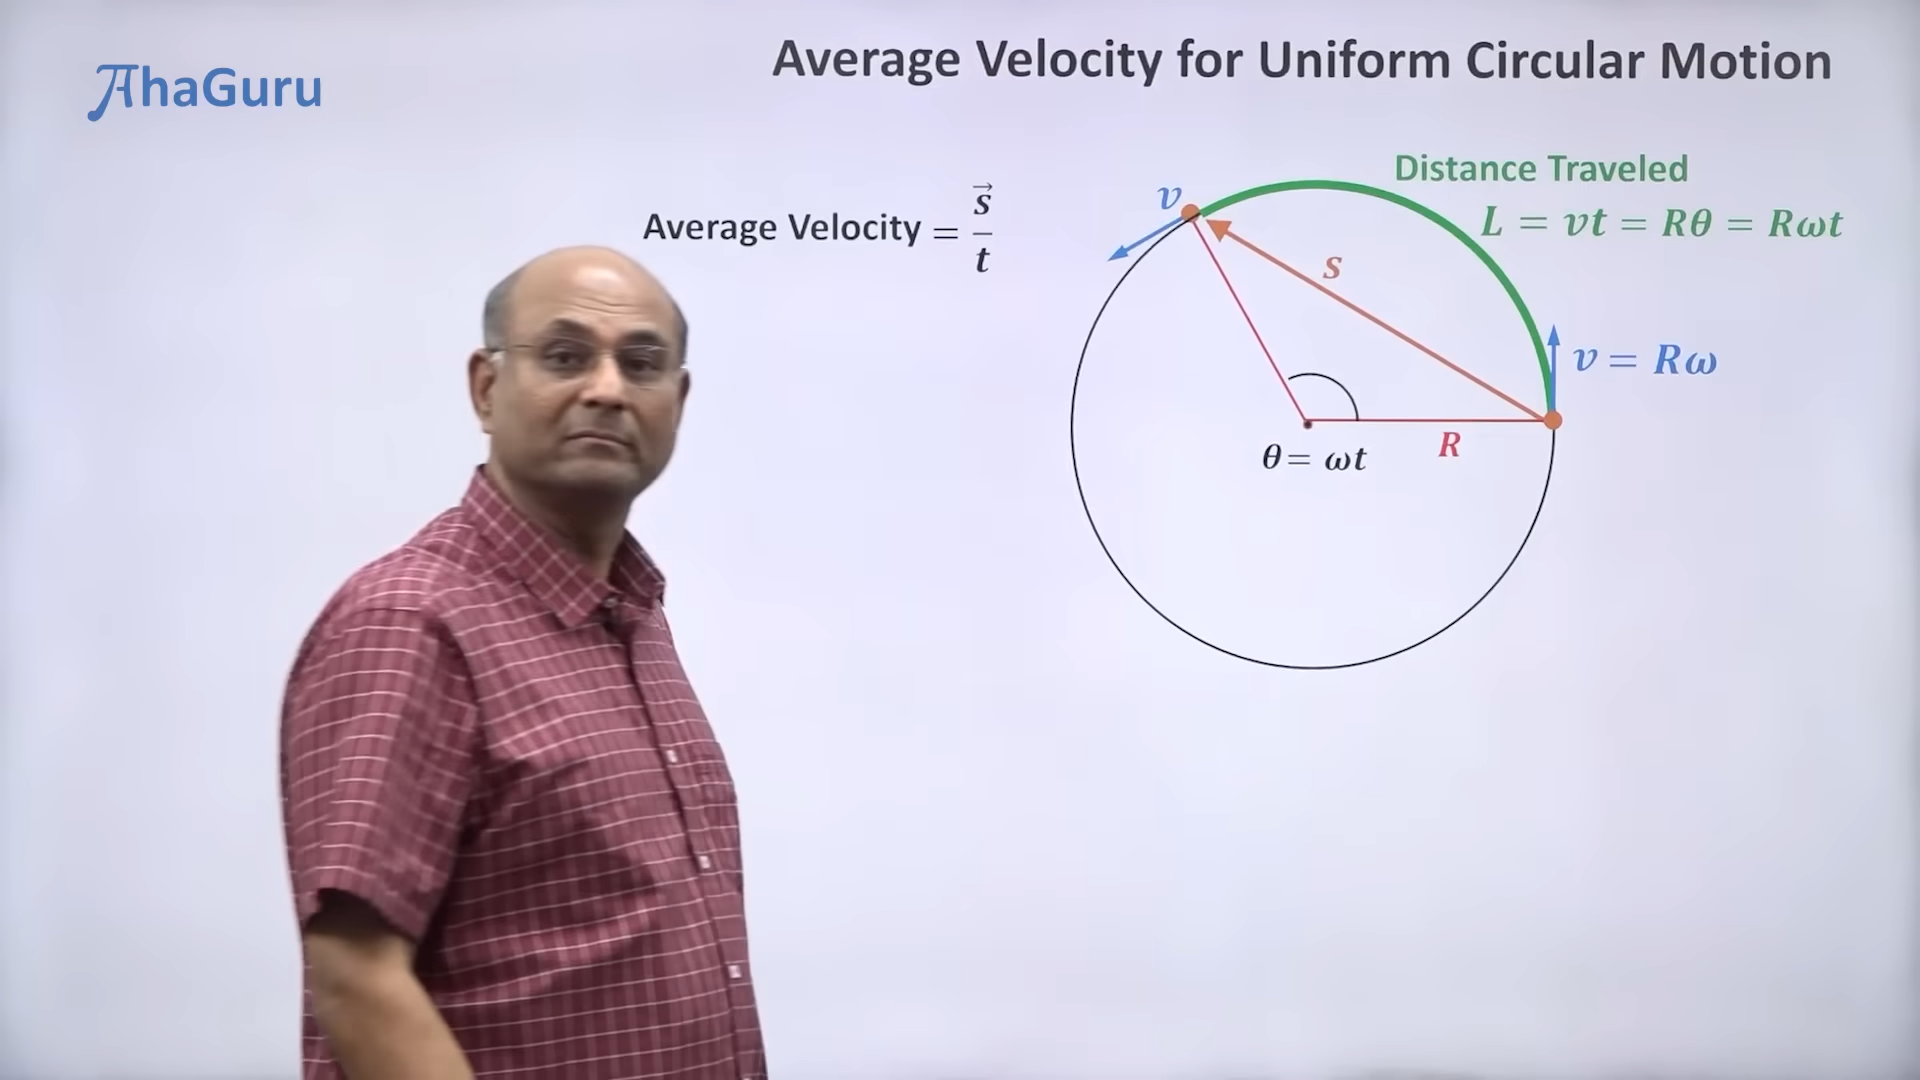 AhaGuru
Average Velocity for Uniform Circular Motion
Average Velocity = s⃗ / t
Distance Traveled
L = vt = Rθ = Rωt
v
s
v = Rω
R
θ = ωt